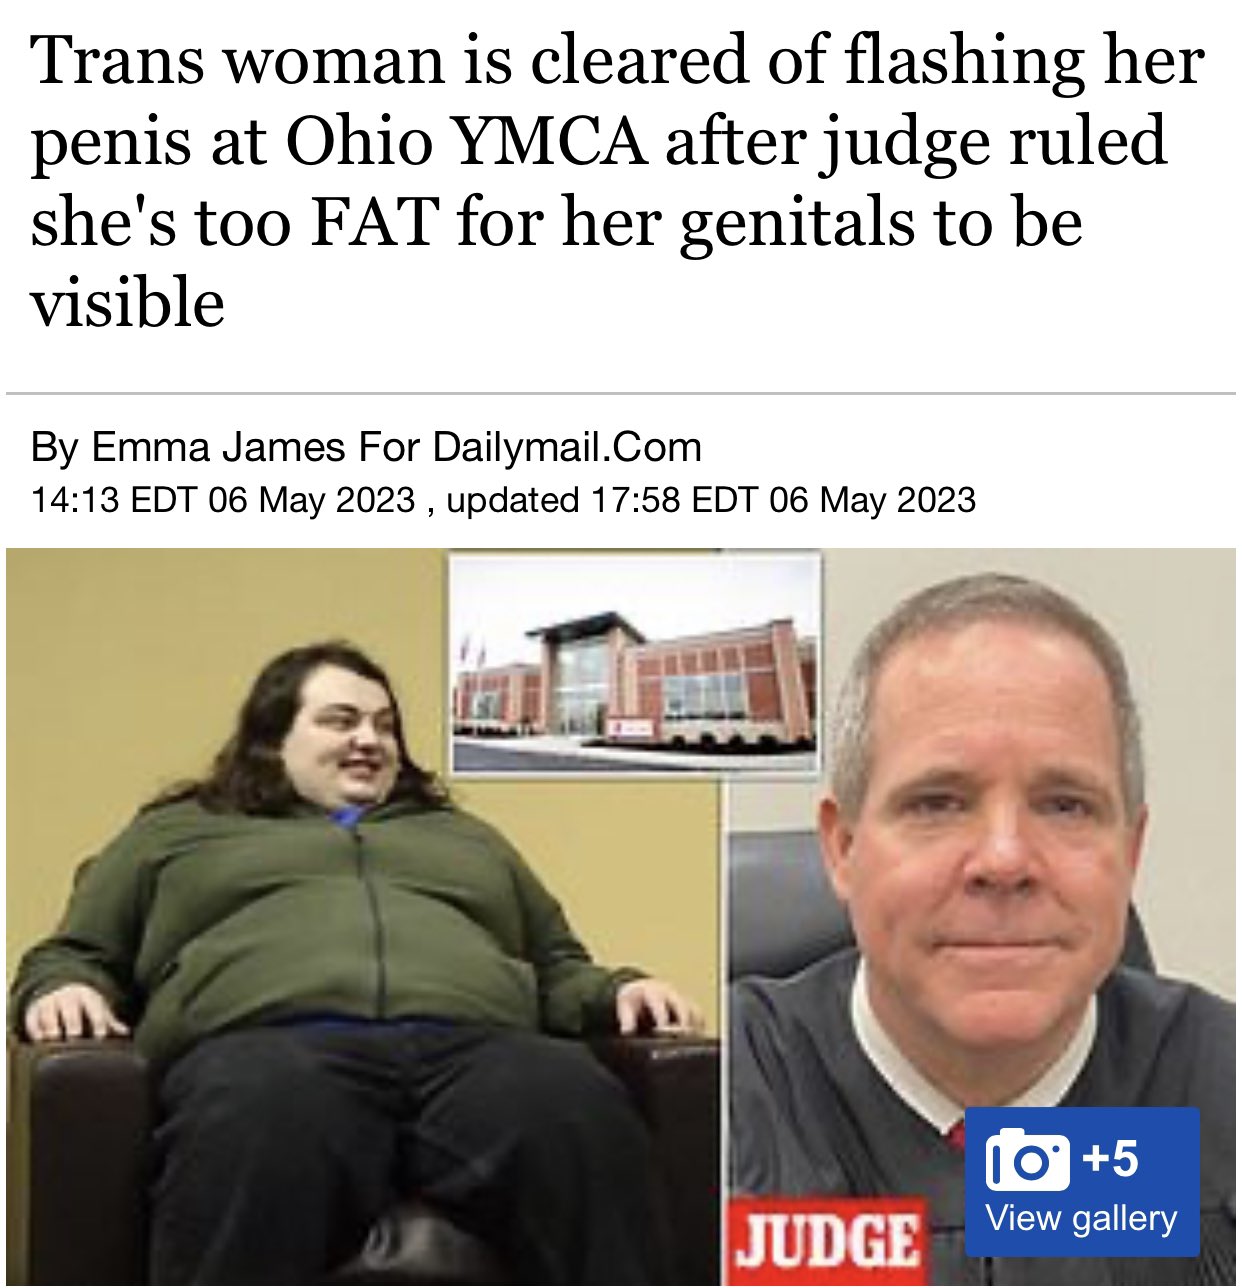 Trans woman is cleared of flashing her
penis at Ohio YMCA after judge ruled
she's too FAT for her genitals to be
visible
By Emma James For Dailymail.Com
14:13 EDT 06 May 2023 , updated 17:58 EDT 06 May 2023
JUDGE
+5
View gallery